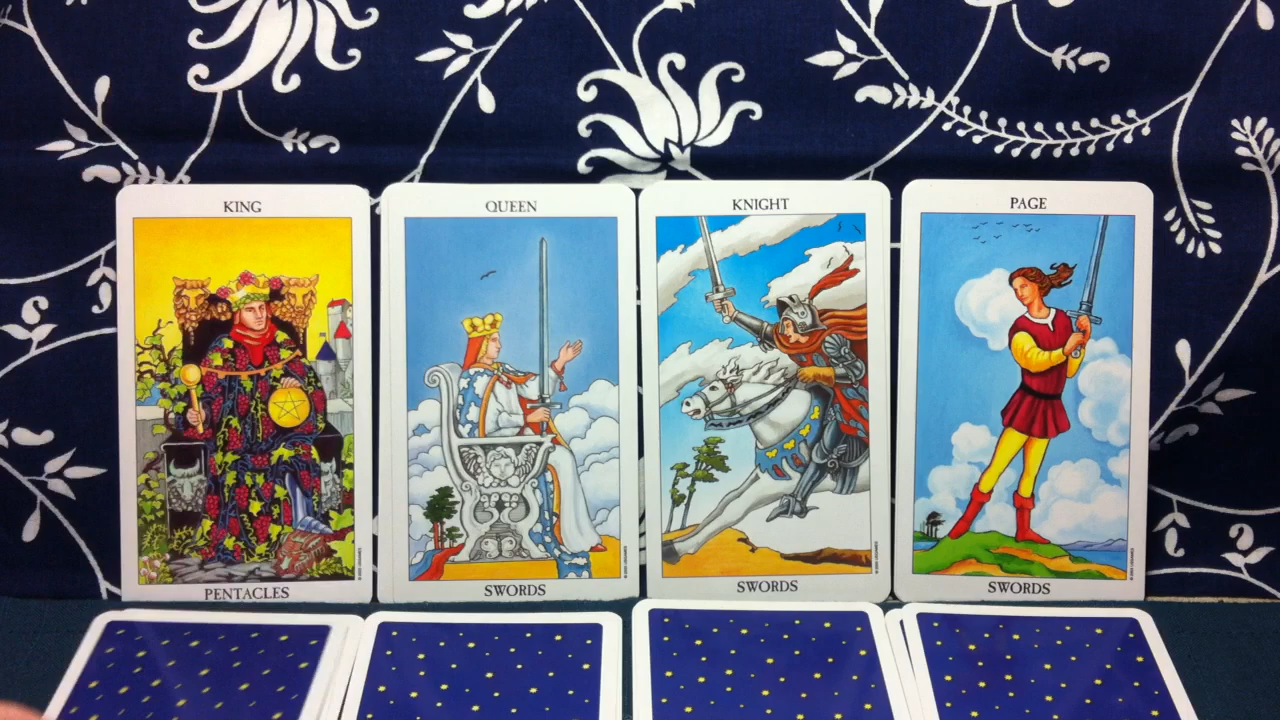 KING
QUEEN
KNIGHT
PAGE
PENTACLES
SWORDS
SWORDS
SWORDS